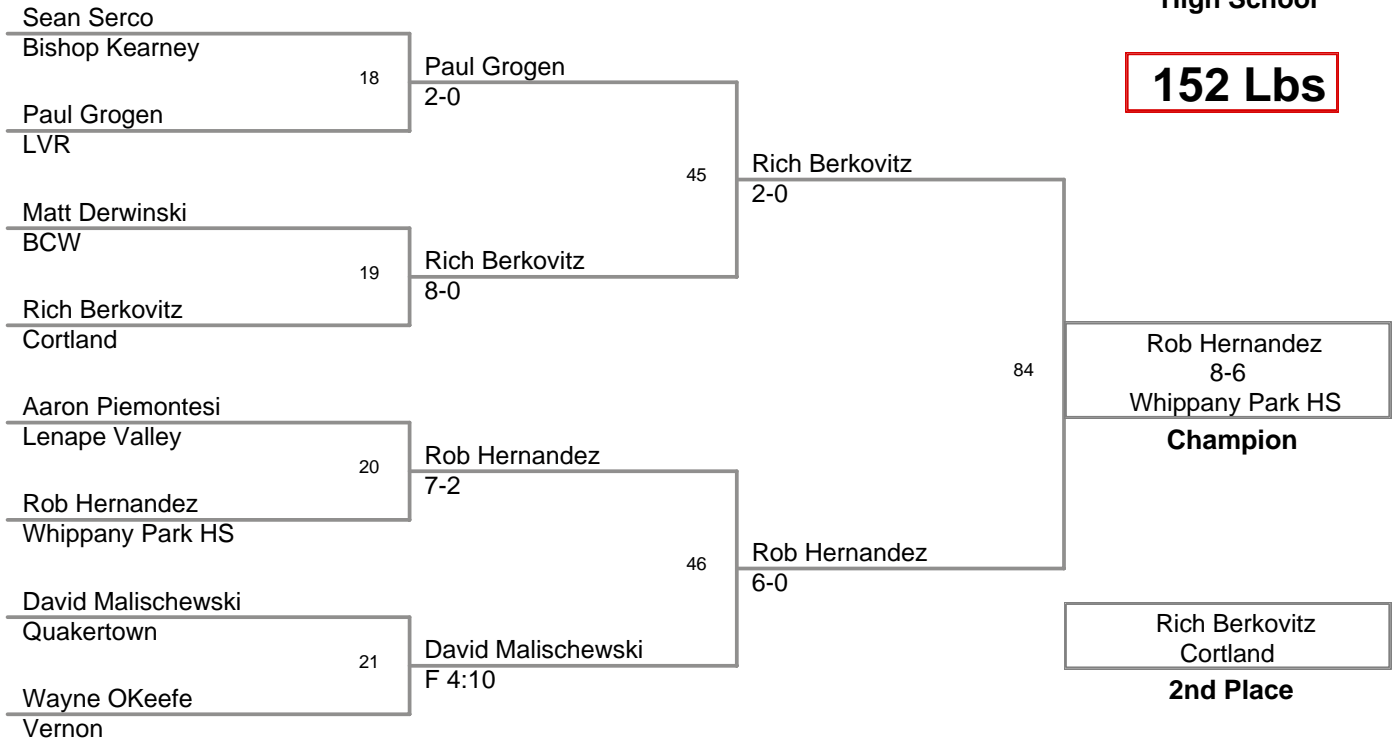 High School
152 Lbs
Sean Serco
Bishop Kearney
18
Paul Grogen
LVR
Paul Grogen
2-0
Matt Derwinski
BCW
19
Rich Berkovitz
Cortland
Rich Berkovitz
8-0
45
Rich Berkovitz
2-0
Aaron Piemontesi
Lenape Valley
20
Rob Hernandez
Whippany Park HS
Rob Hernandez
7-2
David Malischewski
Quakertown
21
Wayne OKeefe
Vernon
David Malischewski
F 4:10
46
Rob Hernandez
6-0
84
Rob Hernandez
8-6
Whippany Park HS
Champion
Rich Berkovitz
Cortland
2nd Place